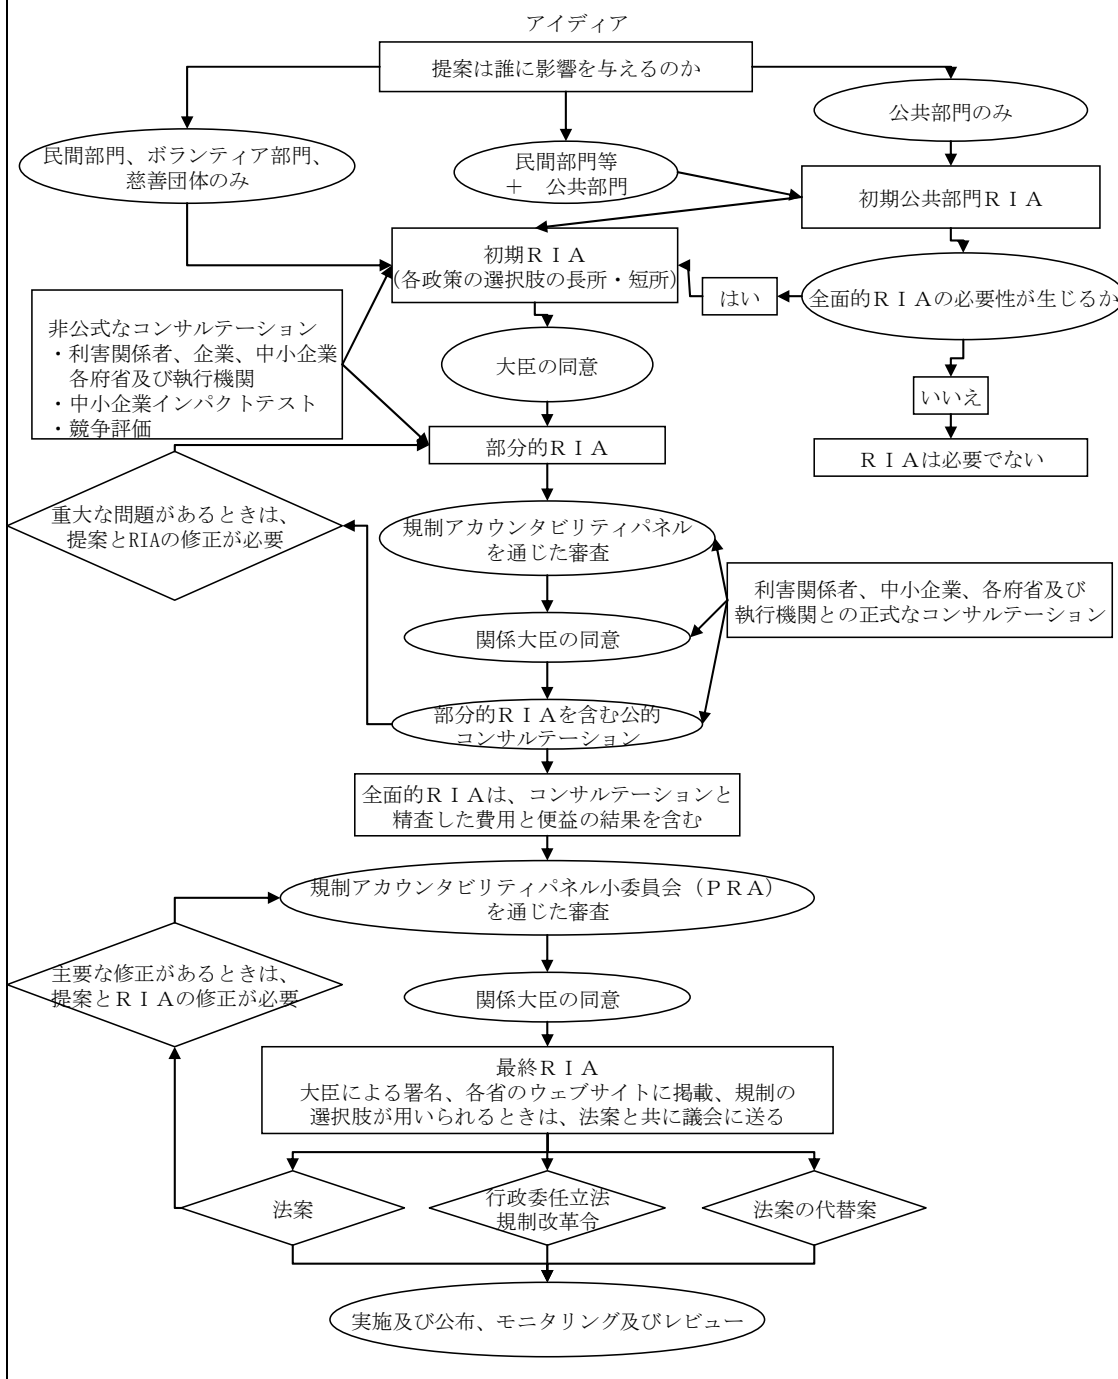 アイディア
提案は誰に影響を与えるのか
公共部門のみ
民間部門、ボランティア部門、
慈善団体のみ
民間部門等
＋　公共部門
初期公共部門ＲＩＡ
初期ＲＩＡ
(各政策の選択肢の長所・短所)
はい
全面的ＲＩＡの必要性が生じるか
非公式なコンサルテーション
・利害関係者、企業、中小企業
各府省及び執行機関
・中小企業インパクトテスト
・競争評価
大臣の同意
いいえ
部分的ＲＩＡ
ＲＩＡは必要でない
重大な問題があるときは、
提案とRIAの修正が必要
規制アカウンタビリティパネル
を通じた審査
利害関係者、中小企業、各府省及び
執行機関との正式なコンサルテーション
関係大臣の同意
部分的ＲＩＡを含む公的
コンサルテーション
全面的ＲＩＡは、コンサルテーションと
精査した費用と便益の結果を含む
規制アカウンタビリティパネル小委員会（ＰＲＡ）
を通じた審査
主要な修正があるときは、
提案とＲＩＡの修正が必要
関係大臣の同意
最終ＲＩＡ
大臣による署名、各省のウェブサイトに掲載、規制の
選択肢が用いられるときは、法案と共に議会に送る
法案
行政委任立法
規制改革令
法案の代替案
実施及び公布、モニタリング及びレビュー